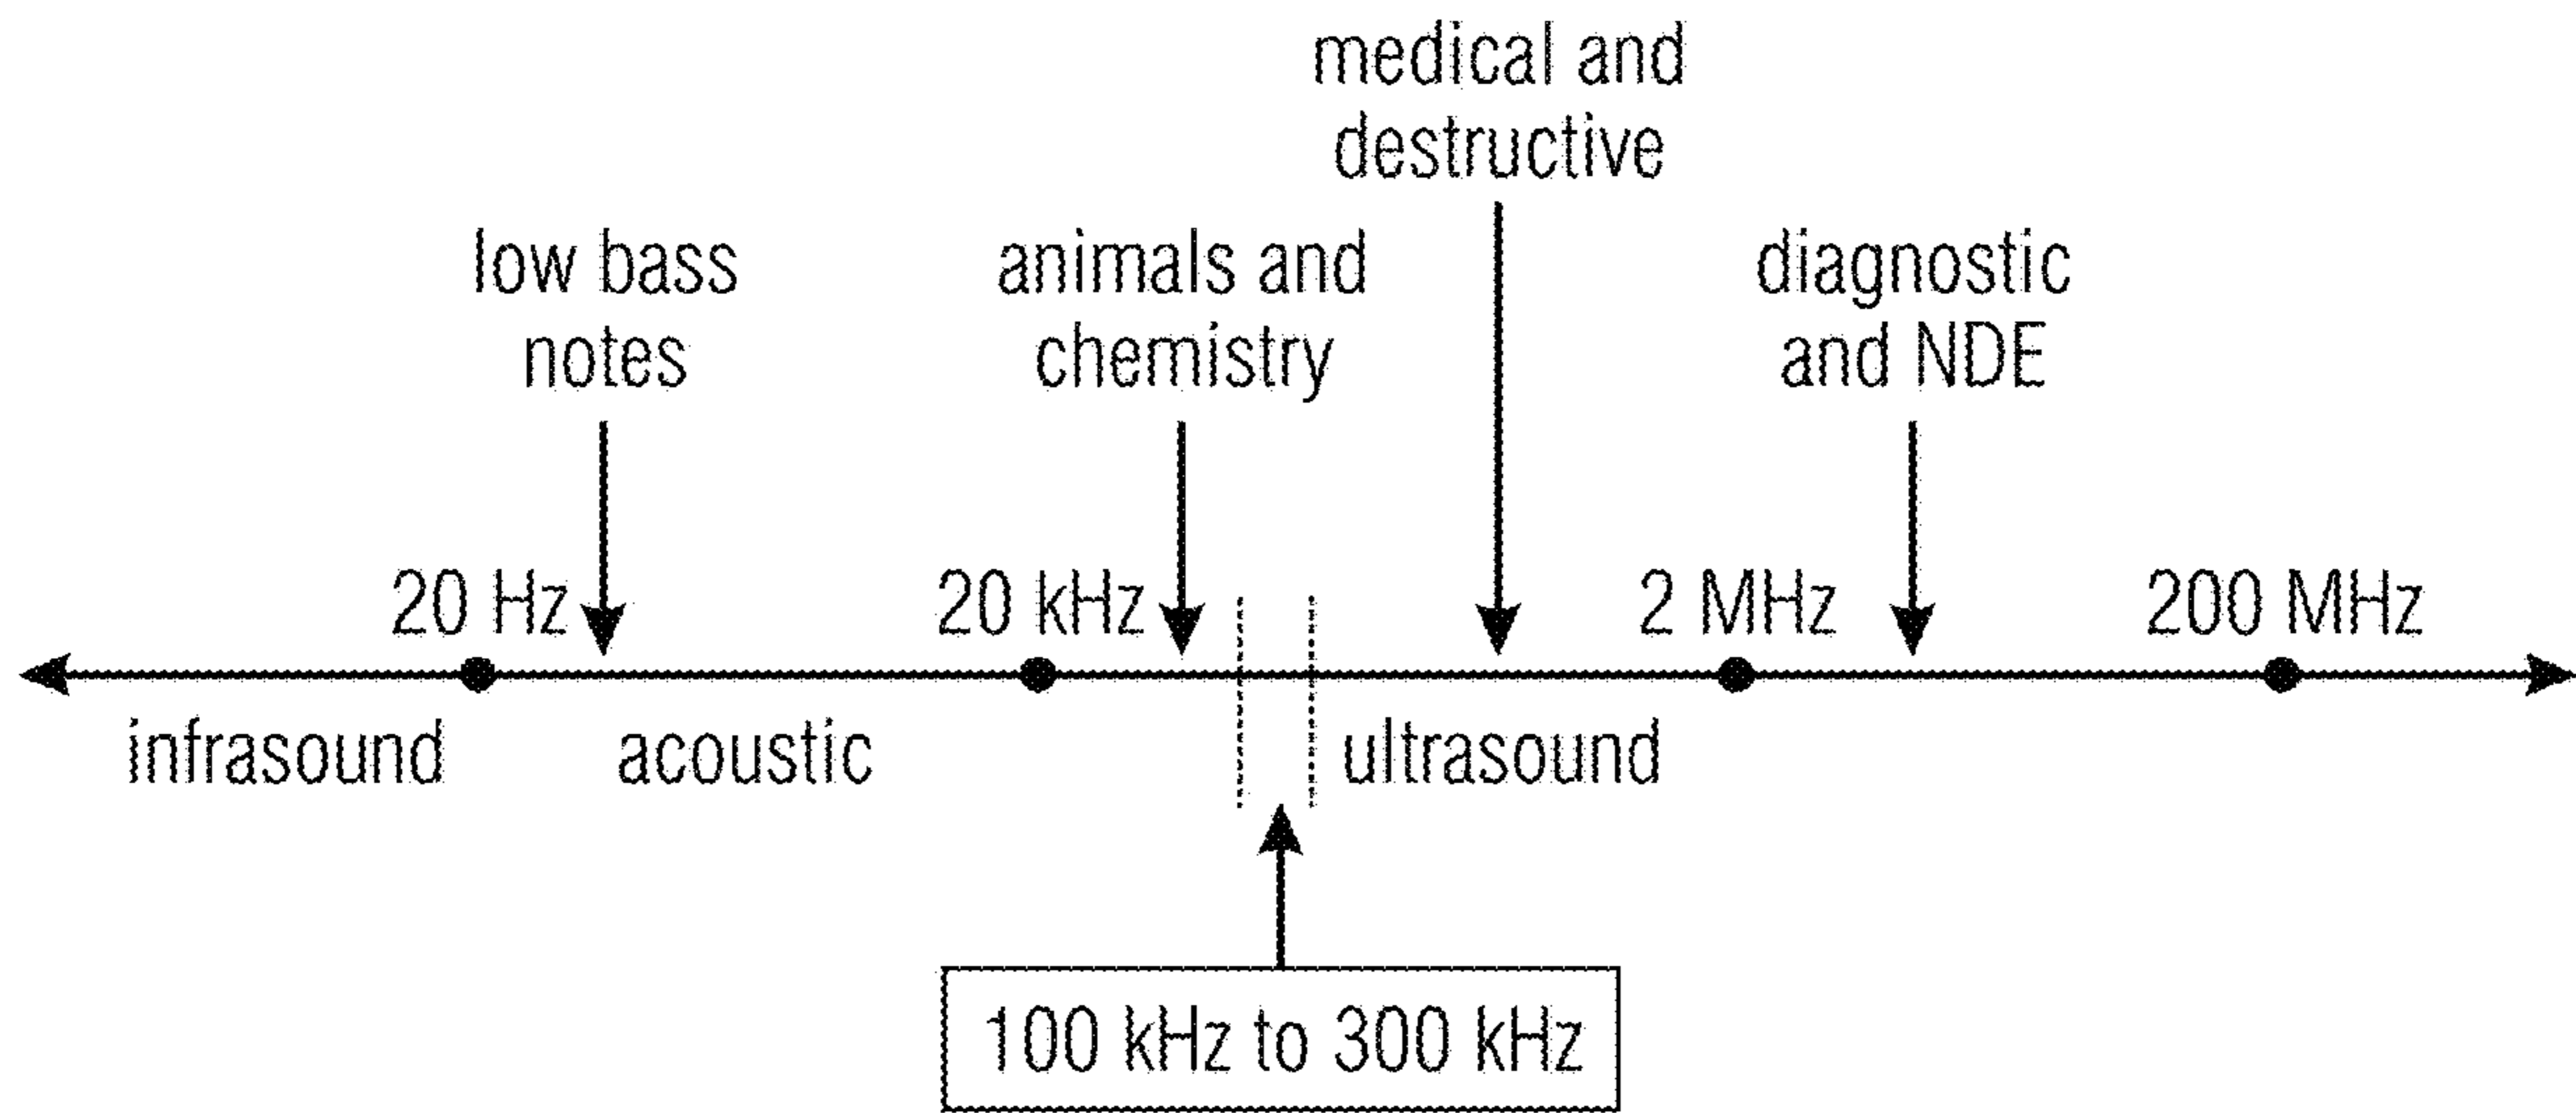 medical and
destructive
low bass
notes
animals and
chemistry
diagnostic
and NDE
20 Hz
20 kHz
2 MHz
200 MHz
infrasound
acoustic
ultrasound
100 kHz to 300 kHz